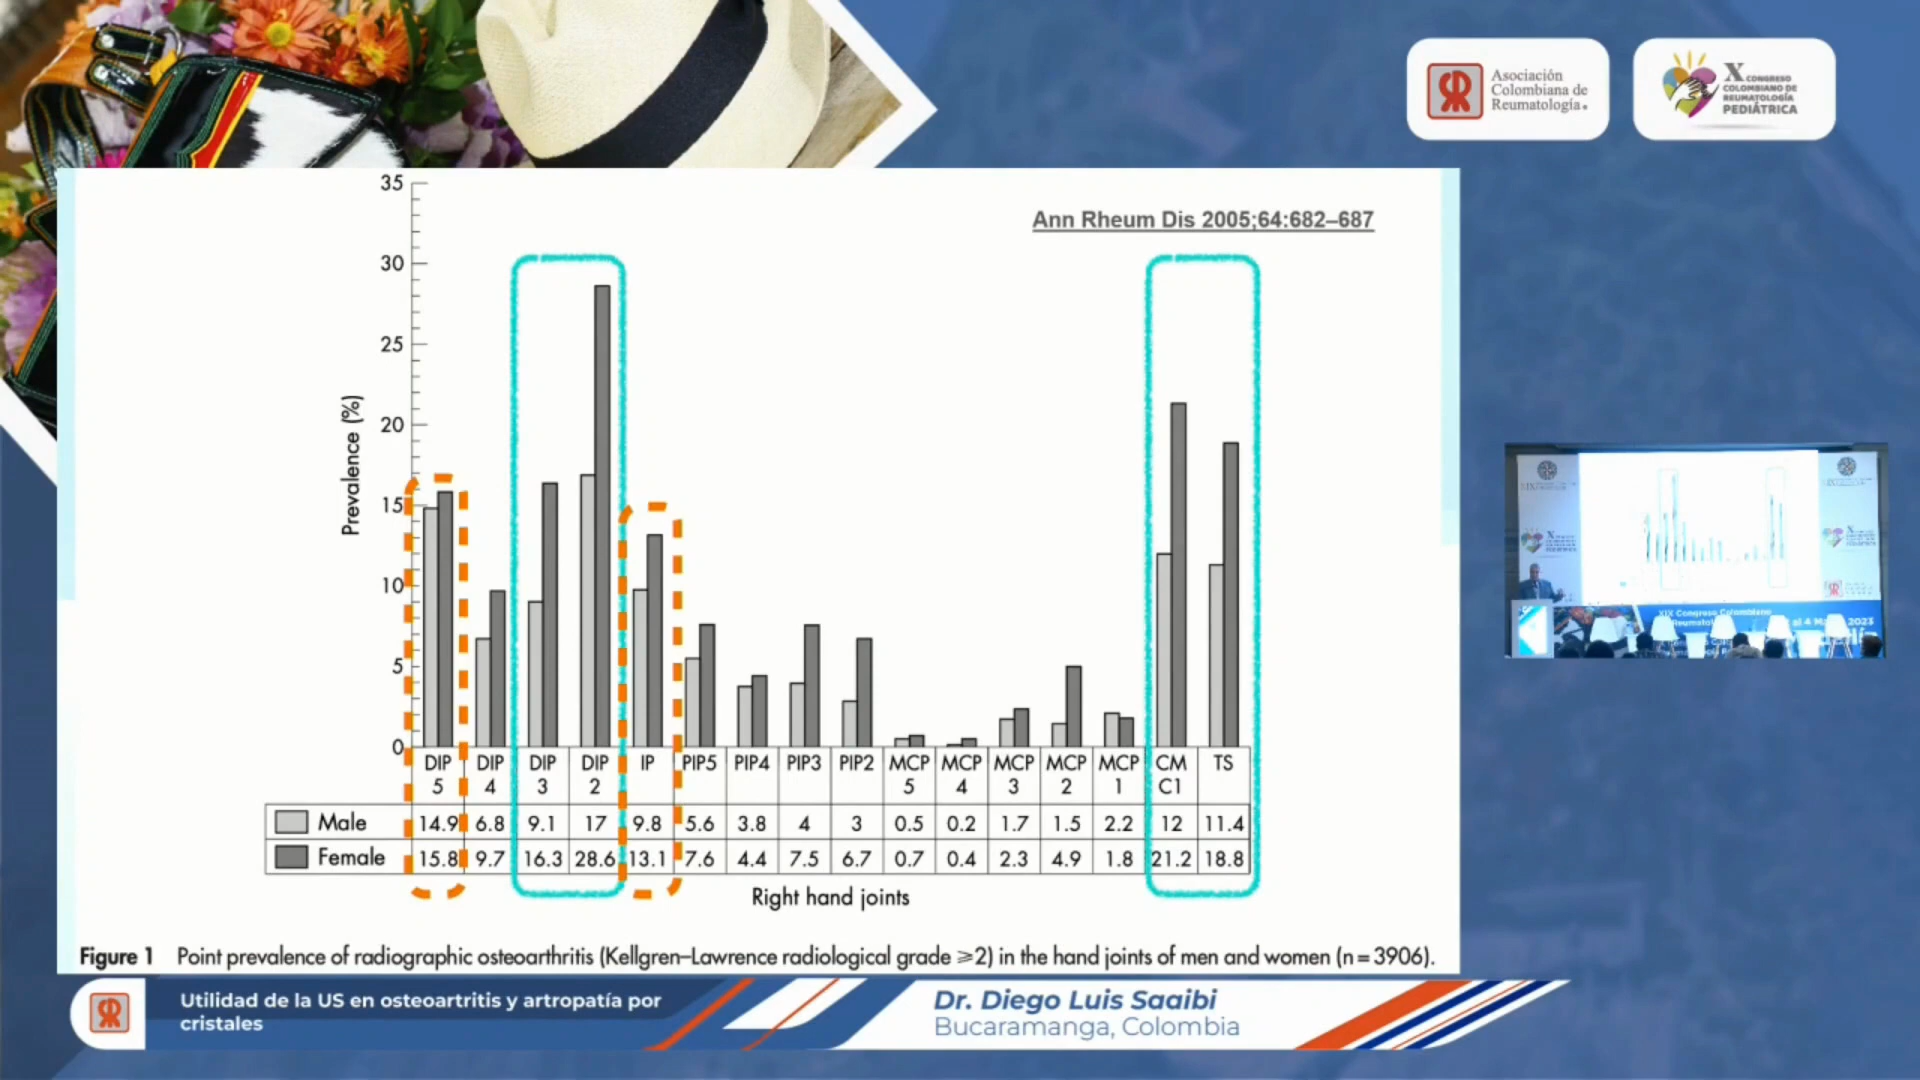 Asociación
Colombiana de
Reumatología.
X CONGRESO
COLOMBIANO DE
REUMATOLOGÍA
PEDIÁTRICA
Ann Rheum Dis 2005;64:682–687
35
30
25
20
15
10
5
0
Prevalence (%)
DIP 5 DIP 4 DIP 3 DIP 2 IP PIP5 PIP4 PIP3 PIP2 MCP 5 MCP 4 MCP 3 MCP 2 MCP 1 CM C1 TS
Male 14.9 6.8 9.1 17 9.8 5.6 3.8 4 3 0.5 0.2 1.7 1.5 2.2 12 11.4
Female 15.8 9.7 16.3 28.6 13.1 7.6 4.4 7.5 6.7 0.7 0.4 2.3 4.9 1.8 21.2 18.8
Right hand joints
Figure 1 Point prevalence of radiographic osteoarthritis (Kellgren–Lawrence radiological grade ⩾2) in the hand joints of men and women (n=3906).
XIX Congreso Colombiano
2023
Utilidad de la US en osteoartritis y artropatía por
cristales
Dr. Diego Luis Saaibi
Bucaramanga, Colombia